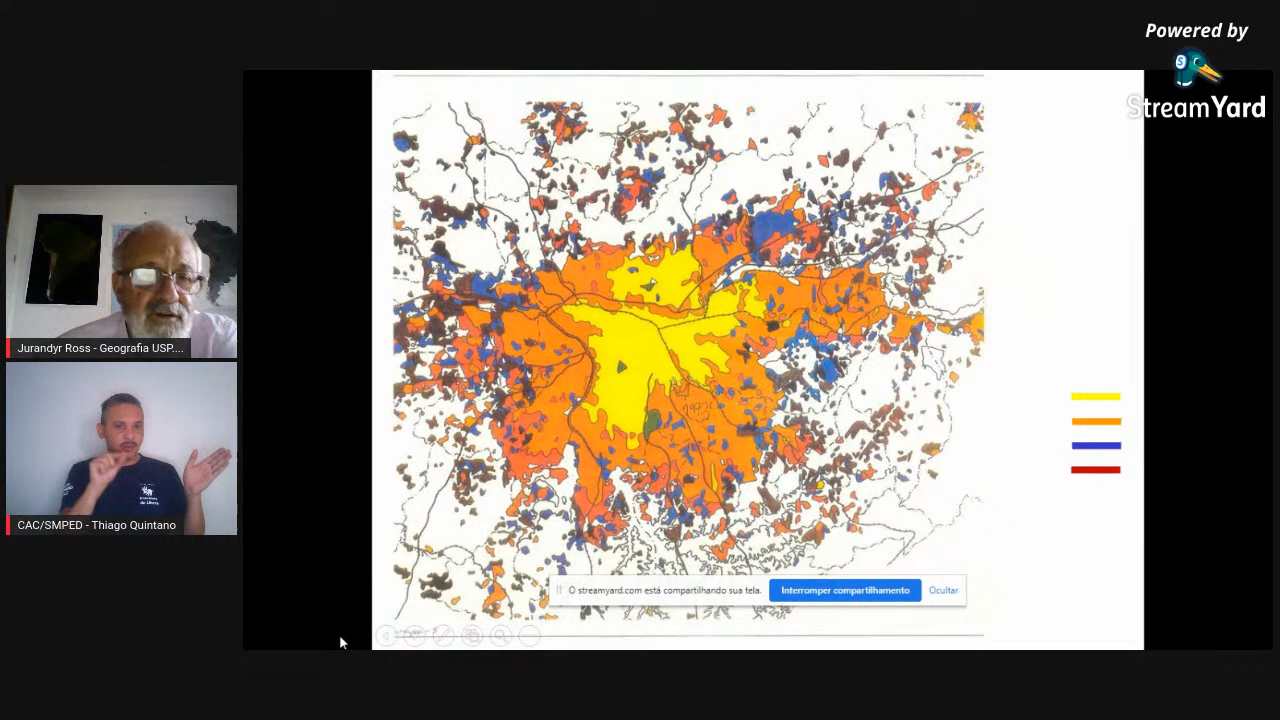 Powered by
StreamYard
Jurandyr Ross - Geografia USP....
CAC/SMPED - Thiago Quintano
O streamyard.com está compartilhando sua tela.
Interromper compartilhamento
Ocultar